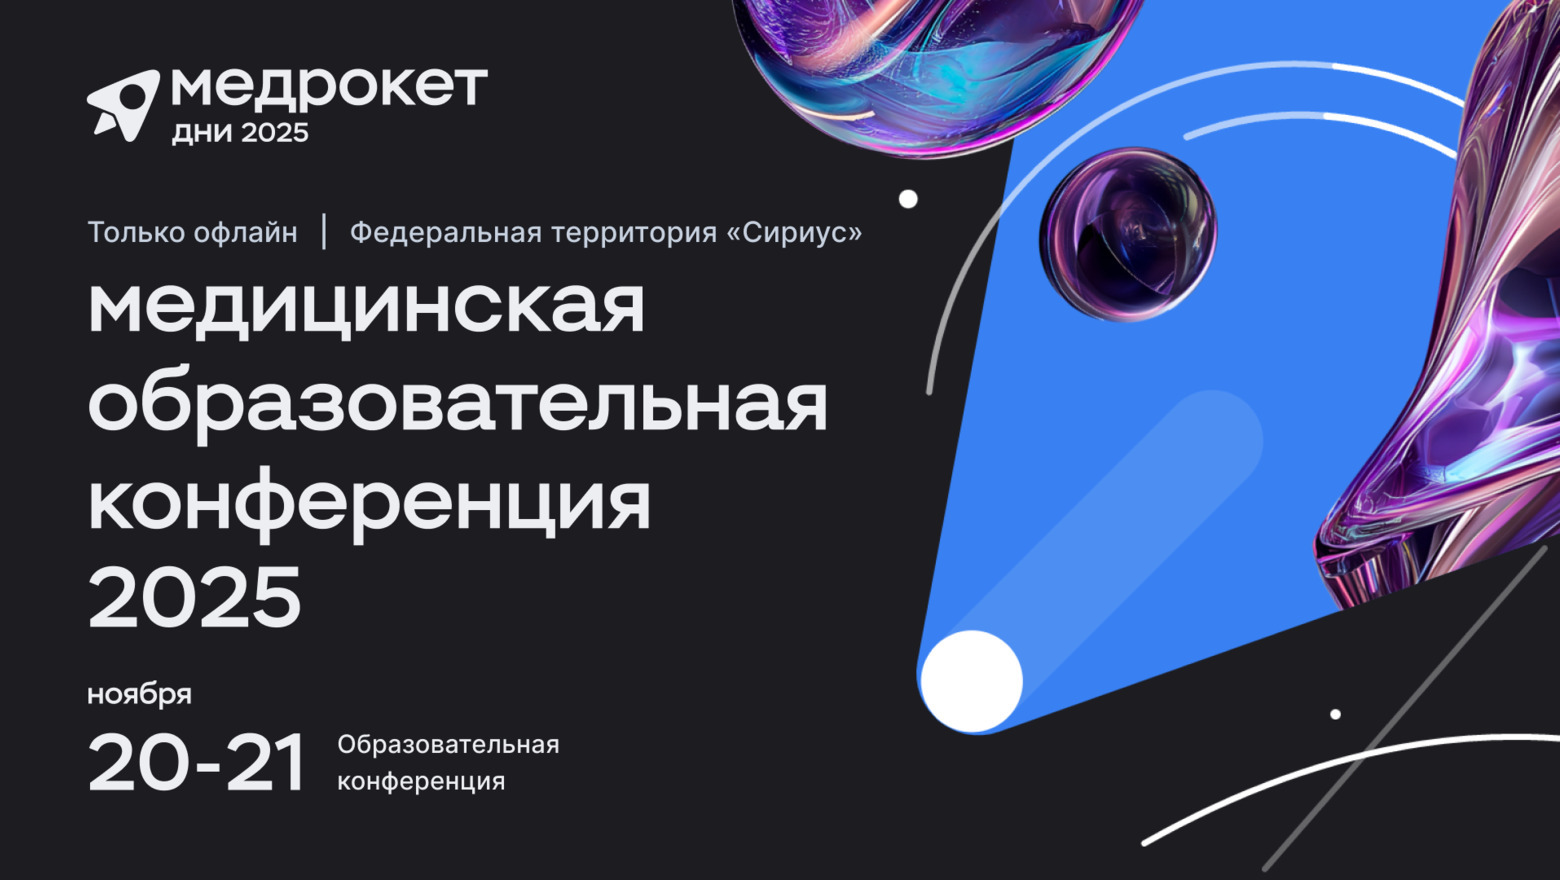 медрокет
дни 2025
Только офлайн | Федеральная территория «Сириус»
медицинская
образовательная
конференция
2025
ноября
20-21
Образовательная
конференция